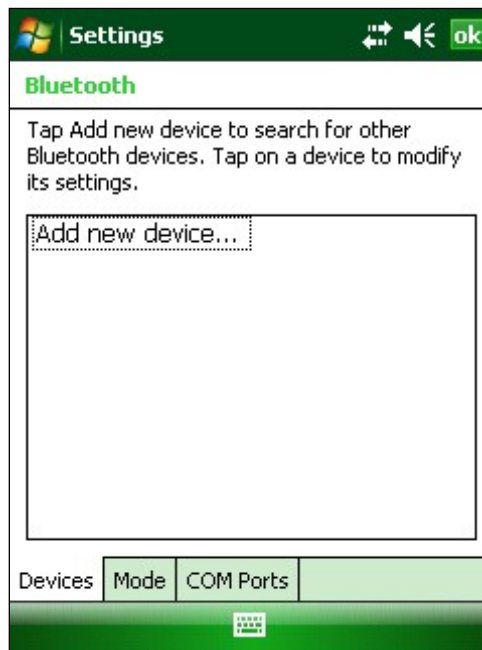 Settings
ok
Bluetooth
Tap Add new device to search for other
Bluetooth devices. Tap on a device to modify
its settings.
Add new device...
Devices
Mode
COM Ports